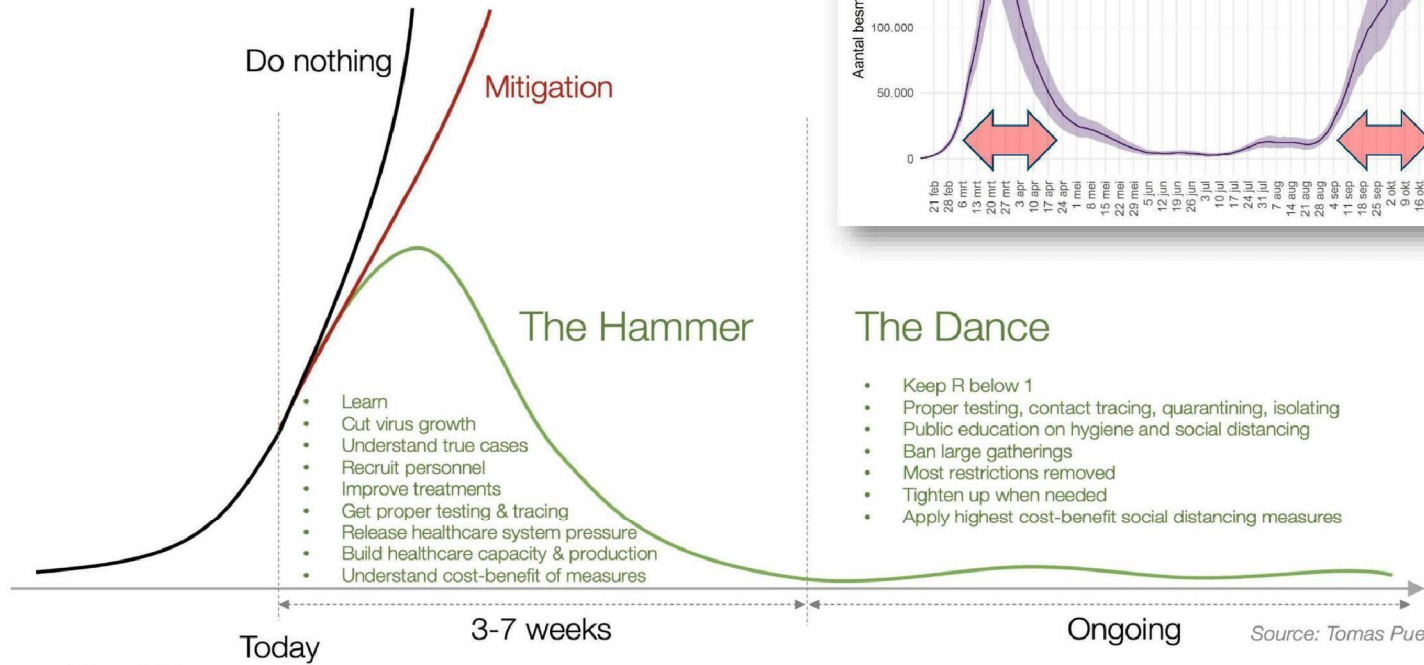 Do nothing
Mitigation
The Hammer
• Learn
• Cut virus growth
• Understand true cases
• Recruit personnel
• Improve treatments
• Get proper testing & tracing
• Release healthcare system pressure
• Build healthcare capacity & production
• Understand cost-benefit of measures
Today
3-7 weeks
Aantal
100.000
50.000
0
21 feb
28 feb
6 mrt
13 mrt
20 mrt
27 mrt
3 apr
10 apr
17 apr
24 apr
1 mei
8 mei
15 mei
22 mei
29 mei
5 jun
12 jun
19 jun
26 jun
3 jul
10 jul
17 jul
24 jul
31 jul
7 aug
14 aug
21 aug
28 aug
4 sep
11 sep
18 sep
25 sep
2 okt
9 okt
16 okt
The Dance
• Keep R below 1
• Proper testing, contact tracing, quarantining, isolating
• Public education on hygiene and social distancing
• Ban large gatherings
• Most restrictions removed
• Tighten up when needed
• Apply highest cost-benefit social distancing measures
Ongoing
Source: Tomas Pue